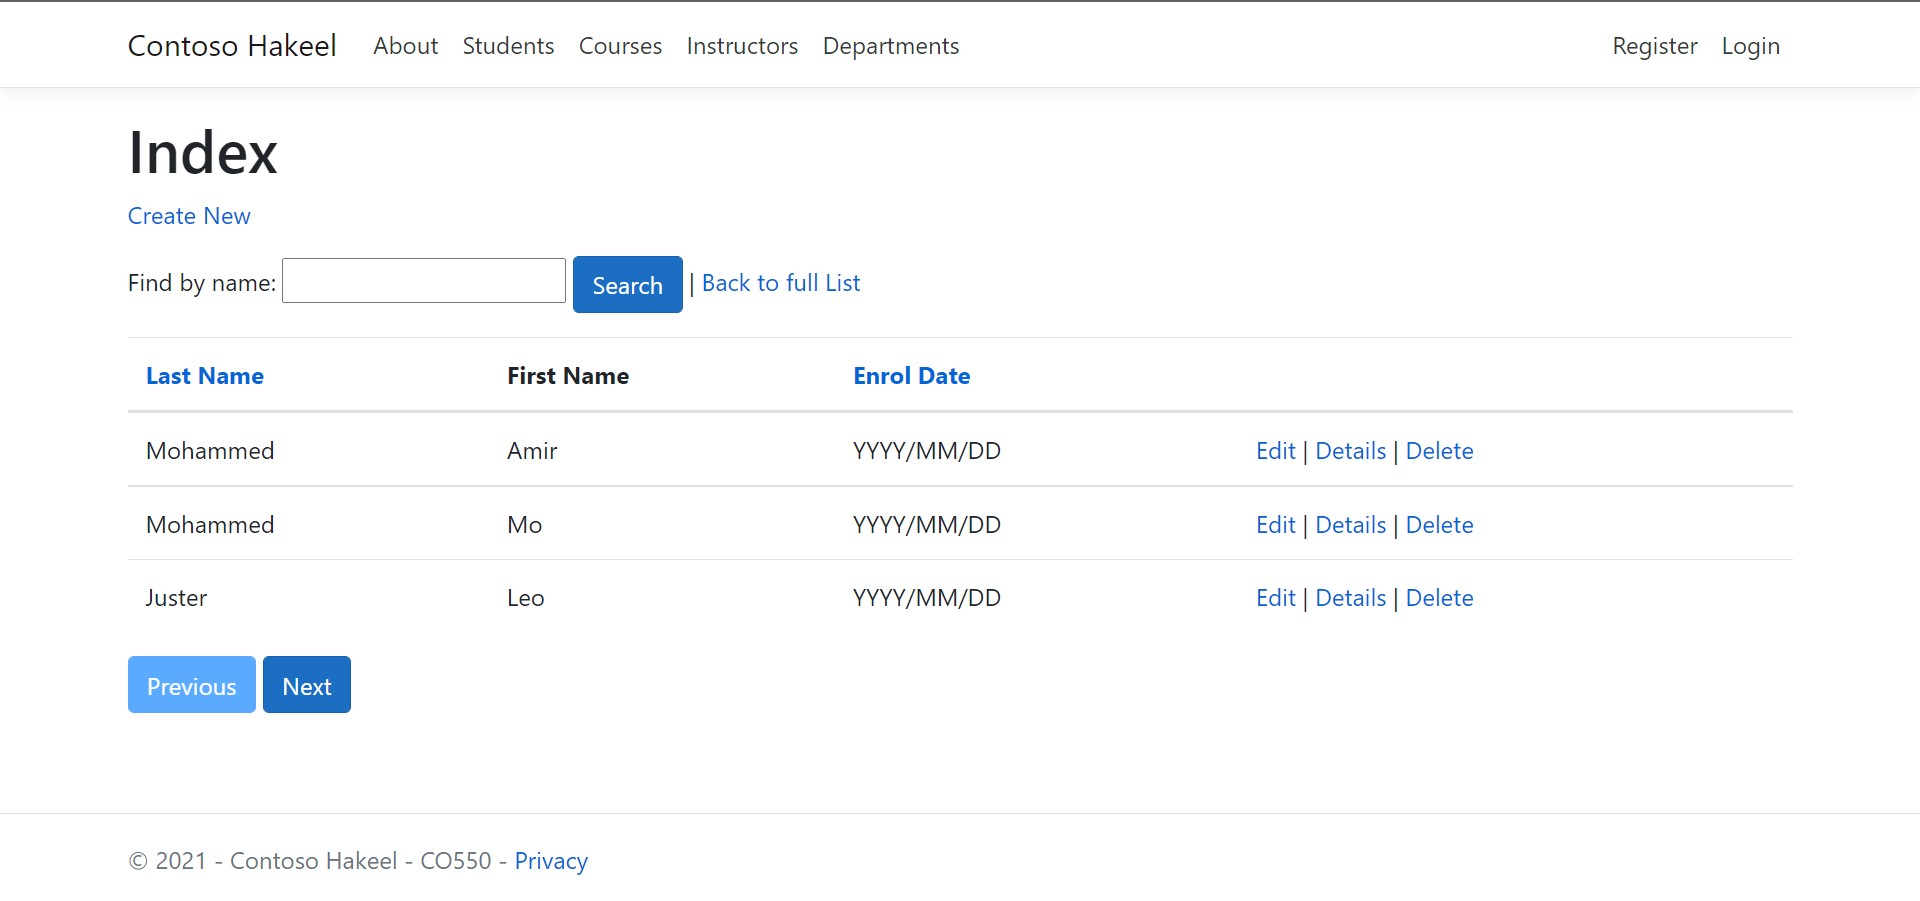 Contoso Hakeel About Students Courses Instructors Departments Register Login
Index
Create New
Find by name: Search | Back to full List
Last Name First Name Enrol Date
Mohammed Amir YYYY/MM/DD Edit | Details | Delete
Mohammed Mo YYYY/MM/DD Edit | Details | Delete
Juster Leo YYYY/MM/DD Edit | Details | Delete
Previous Next
© 2021 - Contoso Hakeel - CO550 - Privacy